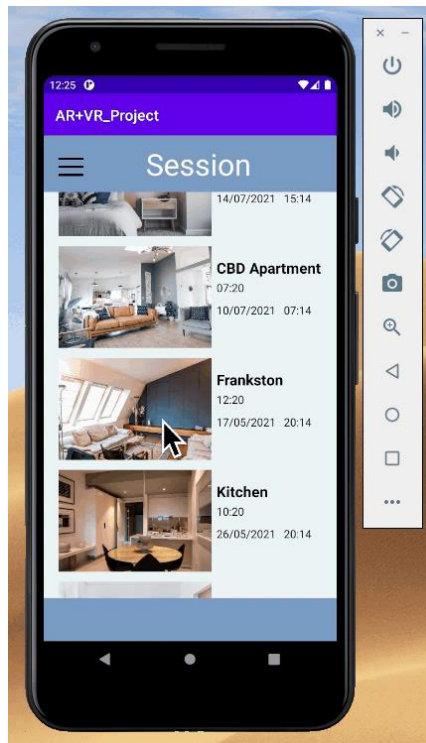 12:25
AR+VR_Project
Session
14/07/2021 15:14
CBD Apartment
07:20
10/07/2021 07:14
Frankston
12:20
17/05/2021 20:14
Kitchen
10:20
26/05/2021 20:14